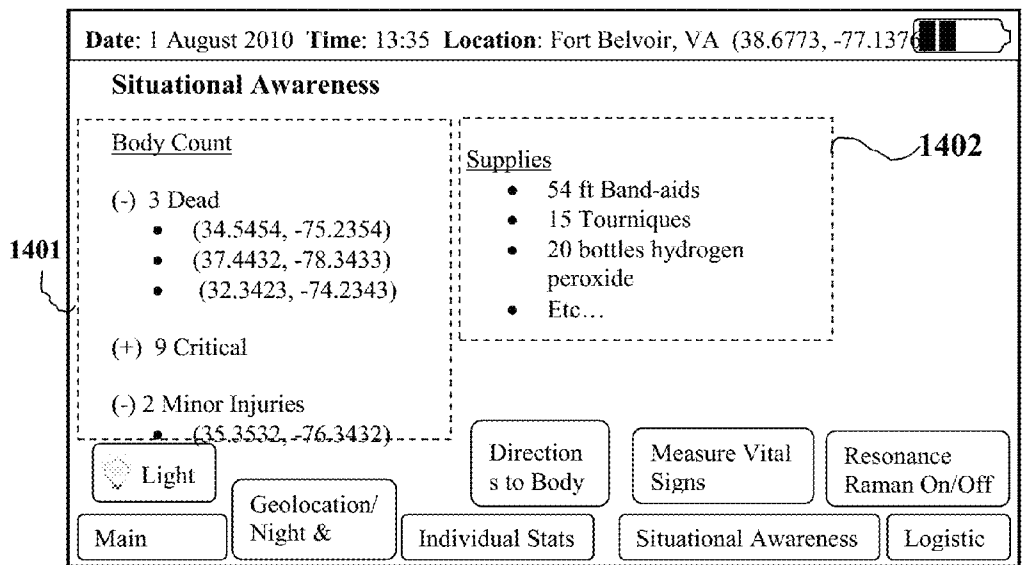 Date: 1 August 2010 Time: 13:35 Location: Fort Belvoir, VA (38.6773, -77.1376
Situational Awareness
Body Count
(-) 3 Dead
• (34.5454, -75.2354)
• (37.4432, -78.3433)
• (32.3423, -74.2343)
(+) 9 Critical
(-) 2 Minor Injuries
• (35.3532, -76.3432)
1401
Supplies
• 54 ft Band-aids
• 15 Tourniques
• 20 bottles hydrogen
peroxide
• Etc…
1402
Light
Geolocation/
Night &
Direction
s to Body
Measure Vital
Signs
Resonance
Raman On/Off
Main
Individual Stats
Situational Awareness
Logistic